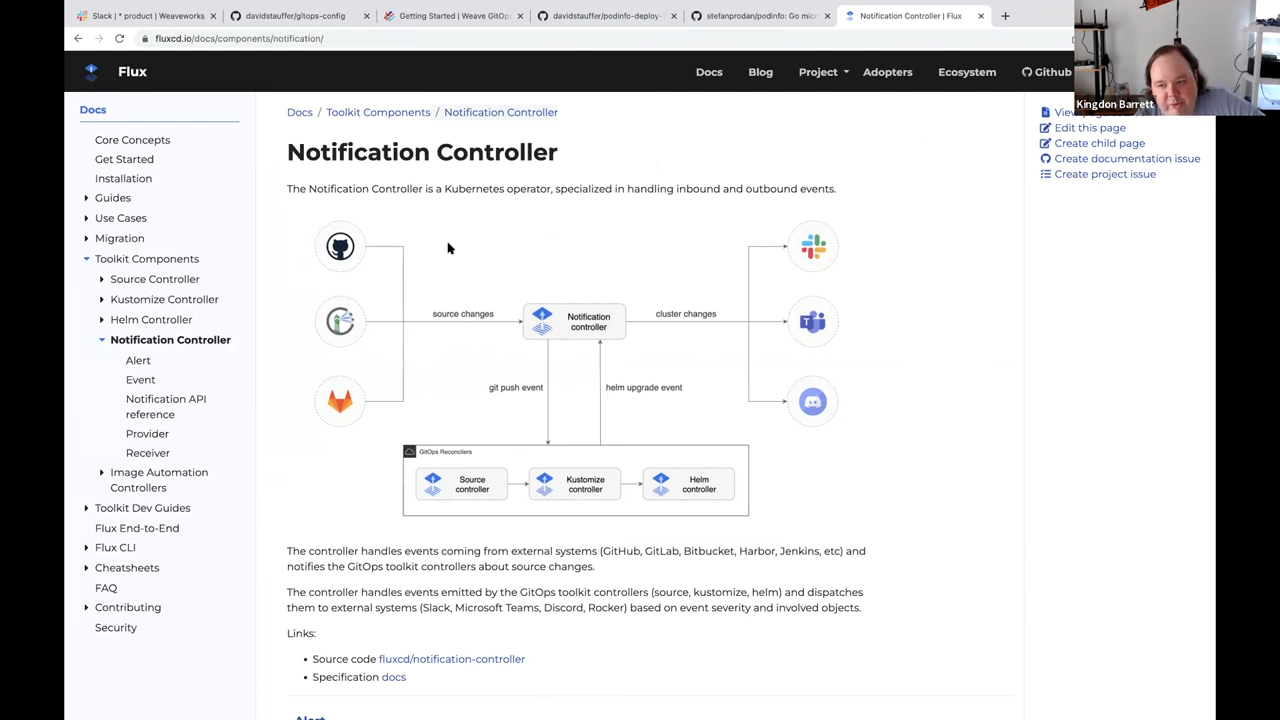 Slack | * product | Weaveworks
davidstauffer/gitops-config
Getting Started | Weave GitOps
davidstauffer/podinfo-deploy-
stefanprodan/podinfo: Go micr
Notification Controller | Flux
fluxcd.io/docs/components/notification/
Flux
Docs
Blog
Project
Adopters
Ecosystem
Github
Kingdon Barrett
Docs
Core Concepts
Get Started
Installation
Guides
Use Cases
Migration
Toolkit Components
Source Controller
Kustomize Controller
Helm Controller
Notification Controller
Alert
Event
Notification API
reference
Provider
Receiver
Image Automation
Controllers
Toolkit Dev Guides
Flux End-to-End
Flux CLI
Cheatsheets
FAQ
Contributing
Security
Docs / Toolkit Components / Notification Controller
Notification Controller
The Notification Controller is a Kubernetes operator, specialized in handling inbound and outbound events.
source changes
Notification
controller
cluster changes
git push event
helm upgrade event
GitOps Reconcilers
Source
controller
Kustomize
controller
Helm
controller
The controller handles events coming from external systems (GitHub, GitLab, Bitbucket, Harbor, Jenkins, etc) and
notifies the GitOps toolkit controllers about source changes.
The controller handles events emitted by the GitOps toolkit controllers (source, kustomize, helm) and dispatches
them to external systems (Slack, Microsoft Teams, Discord, Rocker) based on event severity and involved objects.
Links:
• Source code fluxcd/notification-controller
• Specification docs
Alert
Edit this page
Create child page
Create documentation issue
Create project issue